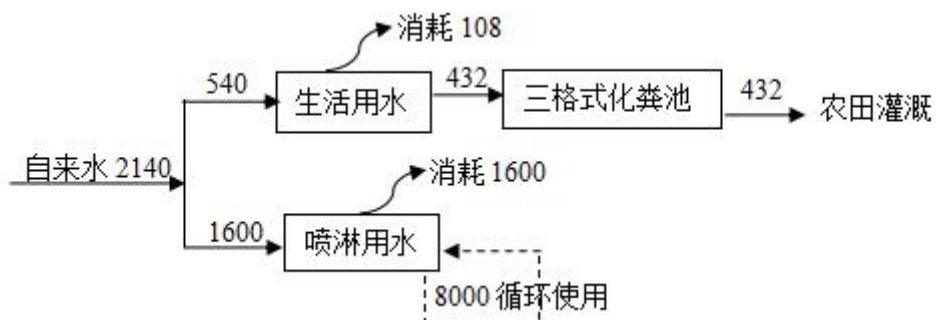 消耗 108
540
生活用水
432
三格式化粪池
432
农田灌溉
自来水 2140
消耗 1600
1600
喷淋用水
8000 循环使用